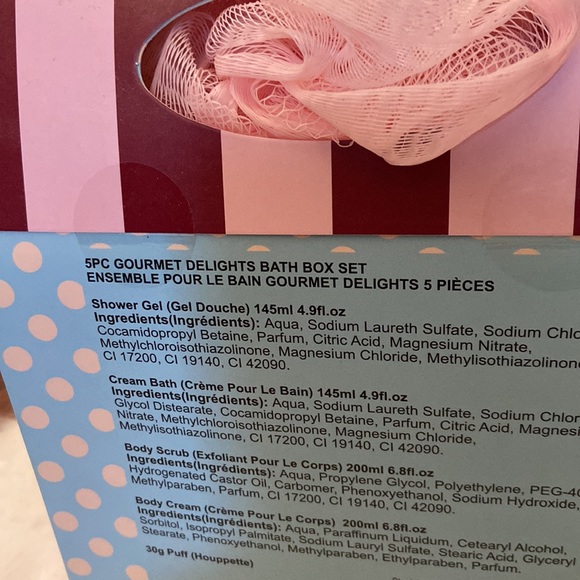 5PC GOURMET DELIGHTS BATH BOX SET
ENSEMBLE POUR LE BAIN GOURMET DELIGHTS 5 PIÈCES
Shower Gel (Gel Douche) 145ml 4.9fl.oz
Ingredients(Ingrédients): Aqua, Sodium Laureth Sulfate, Sodium Chlo
Cocamidopropyl Betaine, Parfum, Citric Acid, Magnesium Nitrate,
Methylchloroisothiazolinone, Magnesium Chloride, Methylisothiazolinone
CI 17200, CI 19140, CI 42090.
Cream Bath (Crème Pour Le Bain) 145ml 4.9fl.oz
Ingredients(Ingrédients): Aqua, Sodium Laureth Sulfate, Sodium Chlor
Glycol Distearate, Cocamidopropyl Betaine, Parfum, Citric Acid, Magnesi
Nitrate, Methylchloroisothiazolinone, Magnesium Chloride,
Methylisothiazolinone, CI 17200, CI 19140, CI 42090.
Body Scrub (Exfoliant Pour Le Corps) 200ml 6.8fl.oz
Ingredients(Ingrédients): Aqua, Propylene Glycol, Polyethylene, PEG-40
Hydrogenated Castor Oil, Carbomer, Phenoxyethanol, Sodium Hydroxide,
Methylparaben, Parfum, CI 17200, CI 19140, CI 42090.
Body Cream (Crème Pour Le Corps) 200ml 6.8fl.oz
Ingredients(Ingrédients): Aqua, Paraffinum Liquidum, Cetearyl Alcohol,
Sorbitol, Isopropyl Palmitate, Sodium Lauryl Sulfate, Stearic Acid, Glyceryl
Stearate, Phenoxyethanol, Methylparaben, Ethylparaben, Parfum.
30g Puff (Houppette)